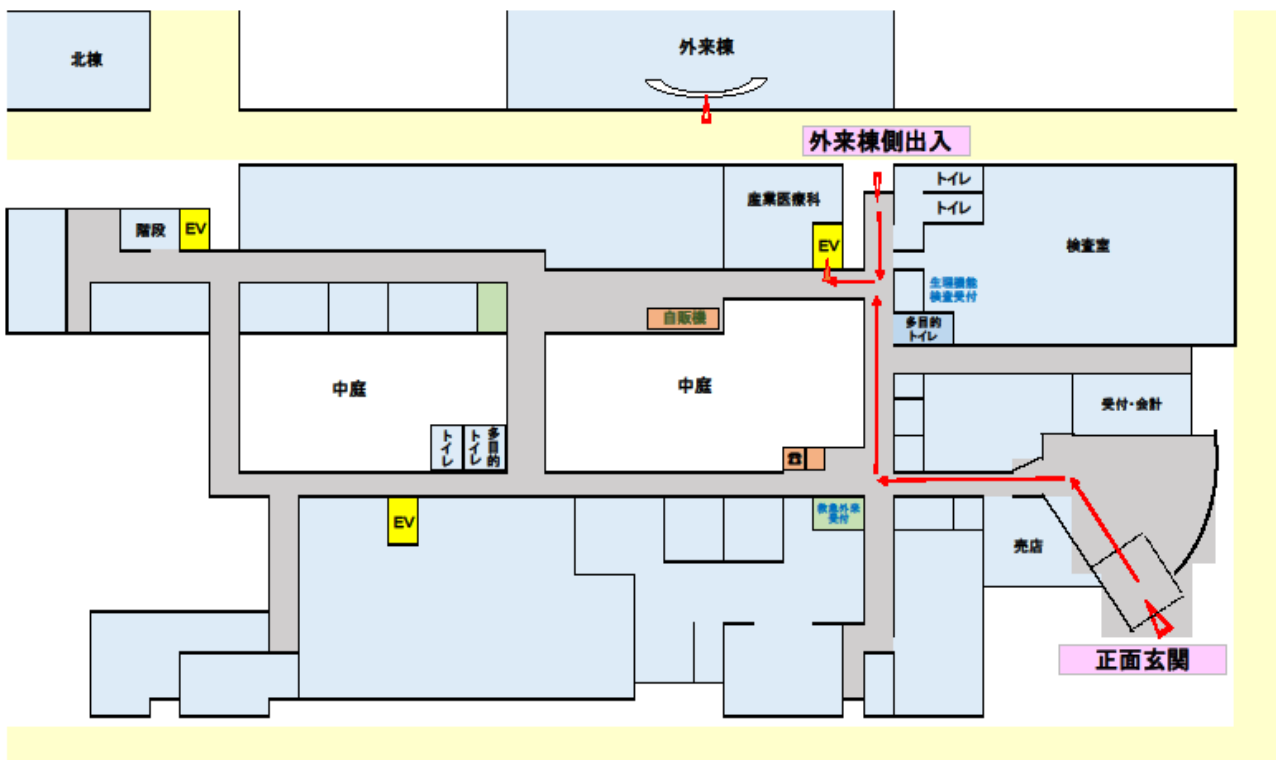 北棟
外来棟
外来棟側出入
トイレ
トイレ
産業医療科
階段
EV
EV
検査室
生理機能
検査受付
自販機
多目的
トイレ
中庭
中庭
受付・会計
トイレ
多目的
トイレ
☎
EV
救急外来
受付
売店
正面玄関